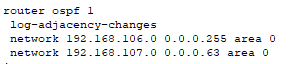 router ospf 1
log-adjacency-changes
network 192.168.106.0 0.0.0.255 area 0
network 192.168.107.0 0.0.0.63 area 0